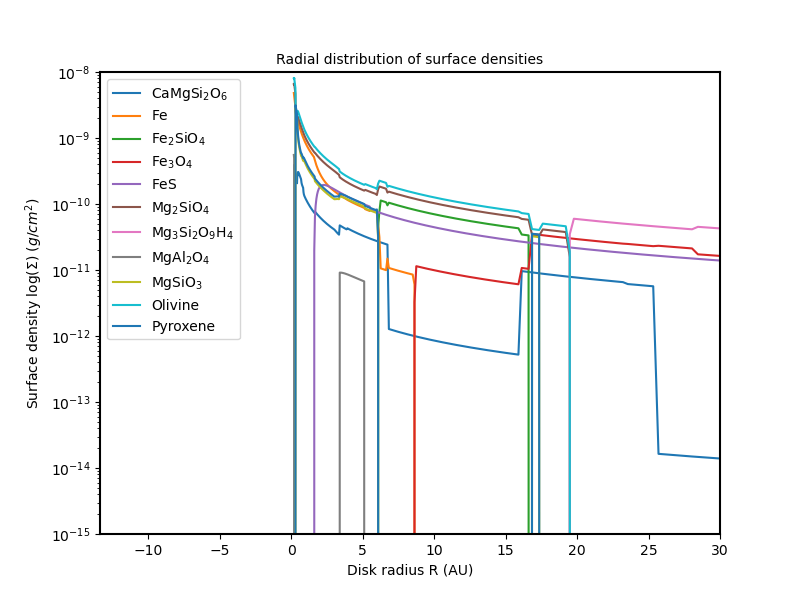 Radial distribution of surface densities
Surface density log(Σ) (g/cm²)
10⁻⁸
10⁻⁹
10⁻¹⁰
10⁻¹¹
10⁻¹²
10⁻¹³
10⁻¹⁴
10⁻¹⁵
CaMgSi₂O₆
Fe
Fe₂SiO₄
Fe₃O₄
FeS
Mg₂SiO₄
Mg₃Si₂O₉H₄
MgAl₂O₄
MgSiO₃
Olivine
Pyroxene
−10 −5 0 5 10 15 20 25 30
Disk radius R (AU)